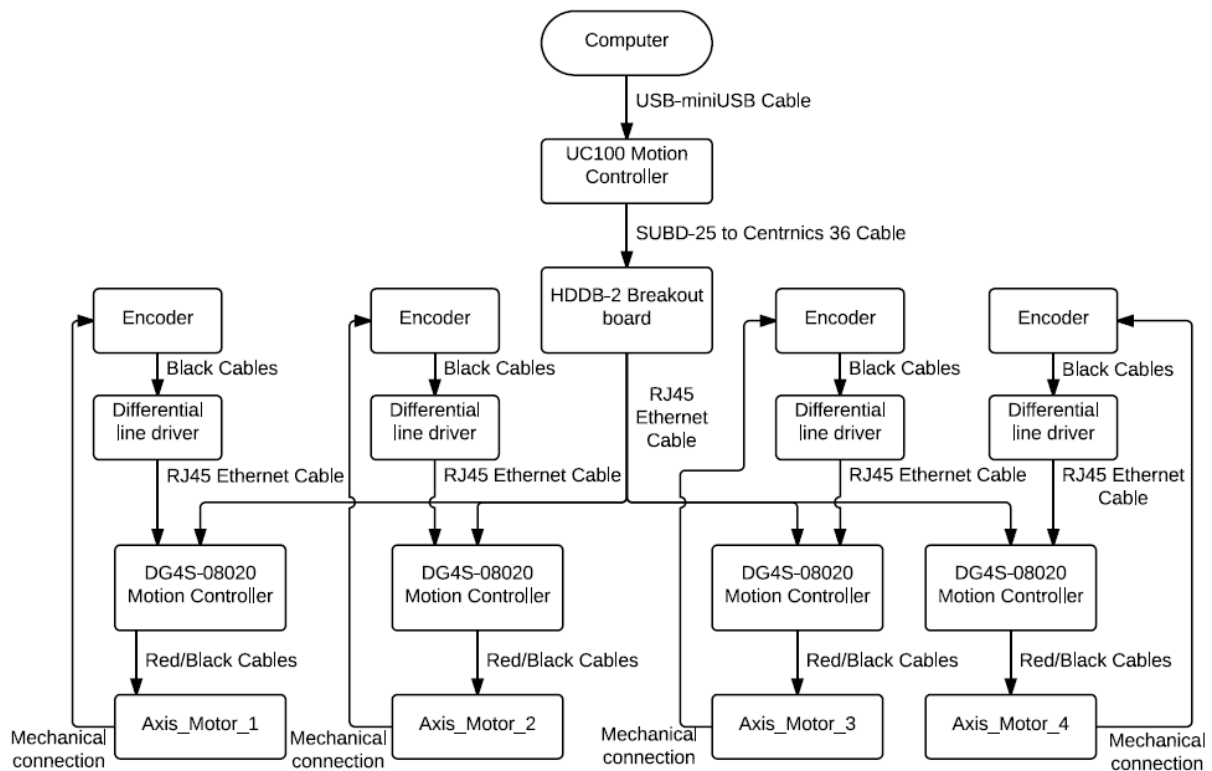 Computer
USB-miniUSB Cable
UC100 Motion
Controller
SUBD-25 to Centrnics 36 Cable
HDDB-2 Breakout
board
Encoder
Encoder
Encoder
Encoder
Black Cables
Black Cables
Black Cables
Black Cables
RJ45
Ethernet
Cable
Differential
line driver
Differential
line driver
Differential
line driver
Differential
line driver
RJ45 Ethernet Cable
RJ45 Ethernet Cable
RJ45 Ethernet Cable
RJ45 Ethernet
Cable
DG4S-08020
Motion Controller
DG4S-08020
Motion Controller
DG4S-08020
Motion Controller
DG4S-08020
Motion Controller
Red/Black Cables
Red/Black Cables
Red/Black Cables
Red/Black Cables
Axis_Motor_1
Axis_Motor_2
Axis_Motor_3
Axis_Motor_4
Mechanical
connection
Mechanical
connection
Mechanical
connection
Mechanical
connection